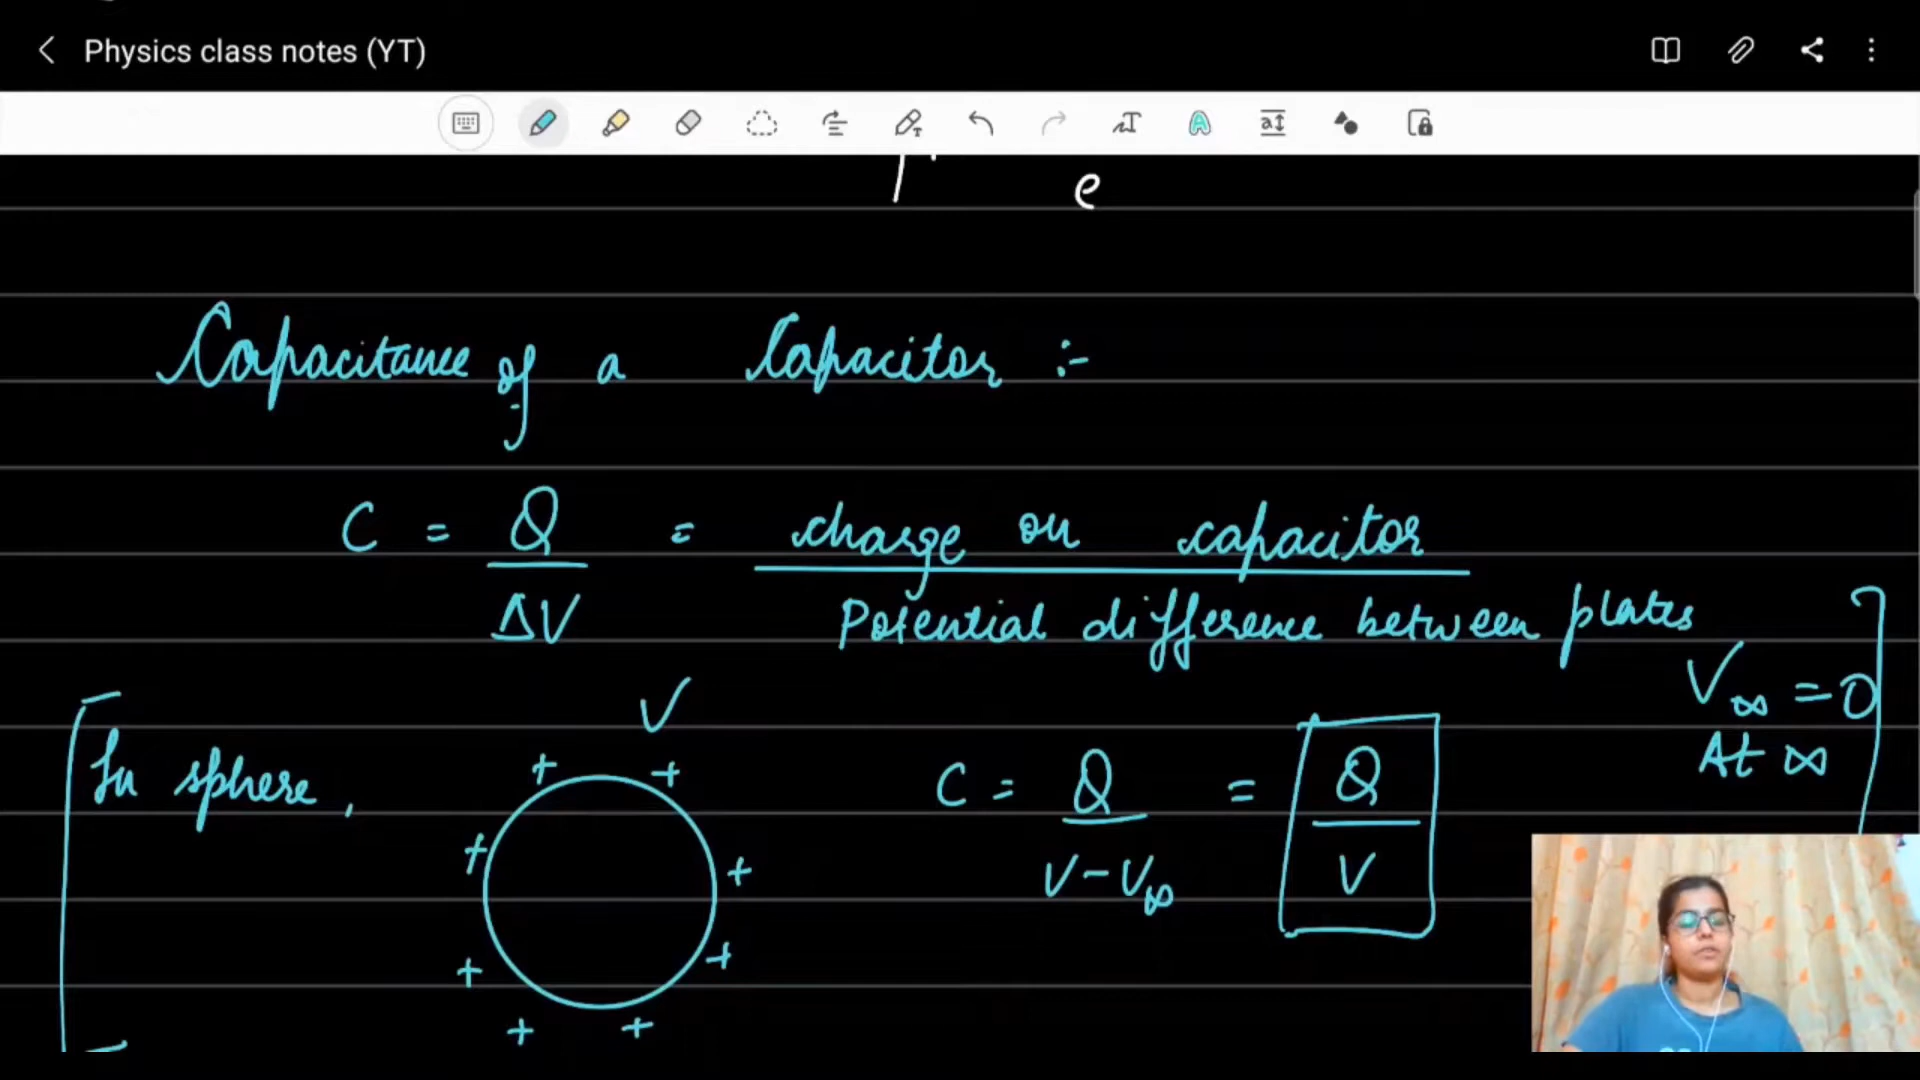 Physics class notes (YT)
e
Capacitance of a Capacitor :-
C = Q / ΔV = charge on capacitor / Potential difference between plates
V∞ = 0
At ∞
V
In sphere,
+ + + + + + + +
C = Q / V - V∞ = Q / V